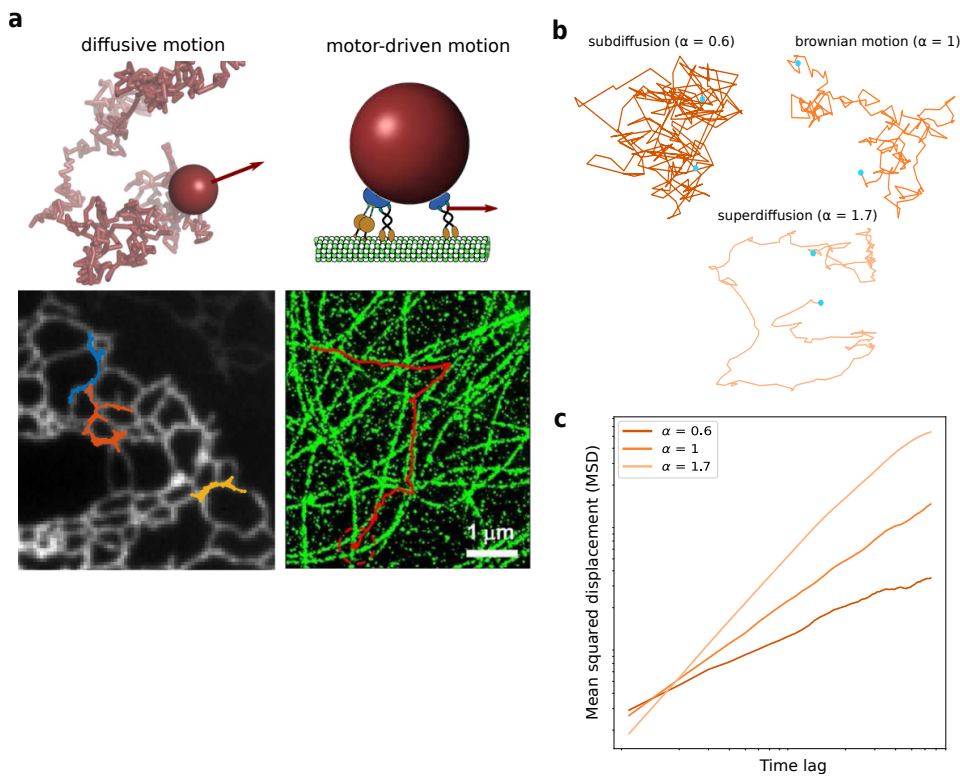 a
diffusive motion
motor-driven motion
1 μm
b
subdiffusion (α = 0.6)
brownian motion (α = 1)
superdiffusion (α = 1.7)
c
α = 0.6
α = 1
α = 1.7
Mean squared displacement (MSD)
Time lag